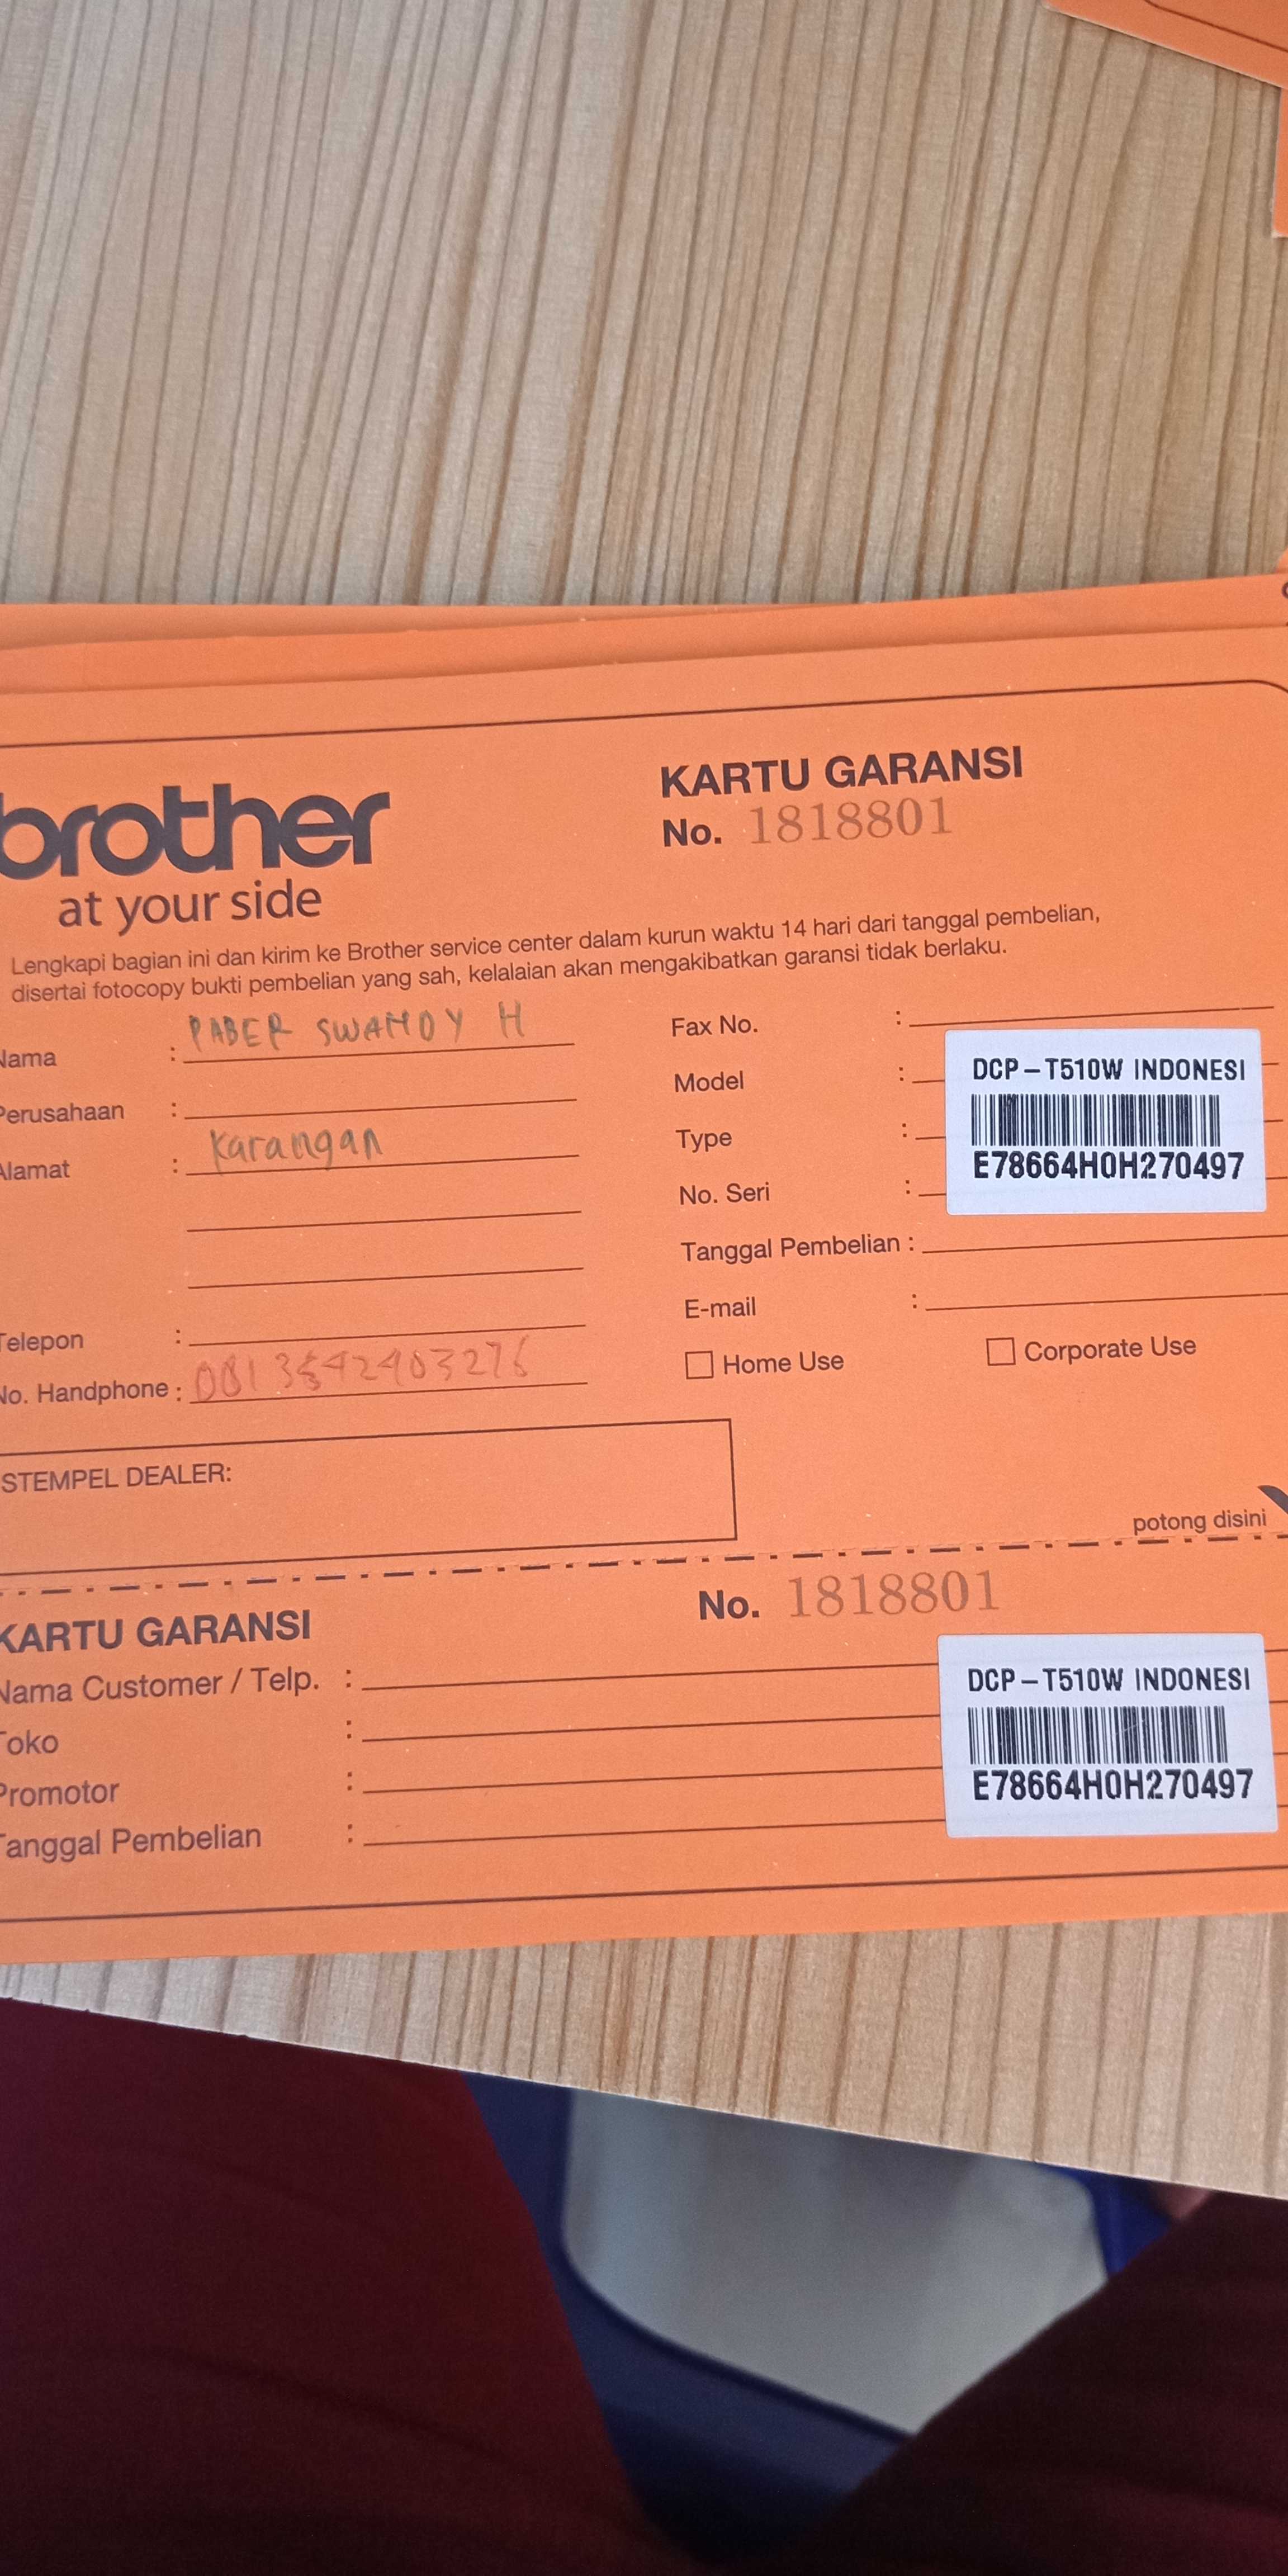 brother
at your side
KARTU GARANSI
No. 1818801
Lengkapi bagian ini dan kirim ke Brother service center dalam kurun waktu 14 hari dari tanggal pembelian,
disertai fotocopy bukti pembelian yang sah, kelalaian akan mengakibatkan garansi tidak berlaku.
Nama : PABER SWANDY H
Perusahaan :
Alamat : Karangan
Telepon :
No. Handphone :
Fax No. :
Model :
Type :
No. Seri :
DCP-T510W INDONESI
E78664H0H270497
Tanggal Pembelian :
E-mail :
Home Use
Corporate Use
STEMPEL DEALER:
potong disini
KARTU GARANSI
No. 1818801
Nama Customer / Telp. :
Toko :
Promotor :
Tanggal Pembelian :
DCP-T510W INDONESI
E78664H0H270497